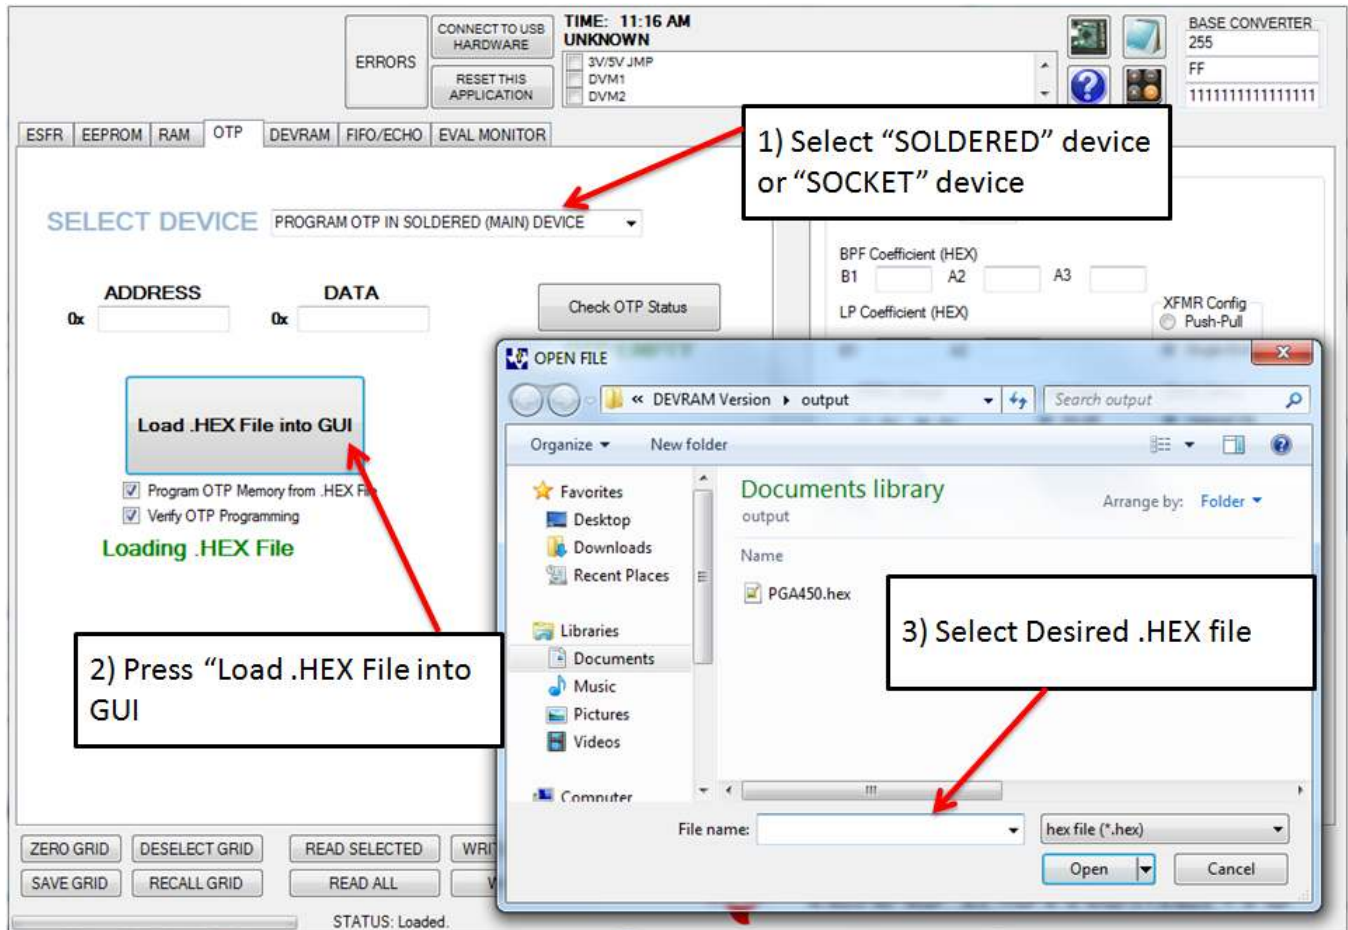 ERRORS
CONNECT TO USB
HARDWARE
RESET THIS
APPLICATION
TIME: 11:16 AM
UNKNOWN
3V/5V JMP
DVM1
DVM2
BASE CONVERTER
255
FF
1111111111111111
ESFR EEPROM RAM OTP DEVRAM FIFO/ECHO EVAL MONITOR
1) Select “SOLDERED” device
or “SOCKET” device
SELECT DEVICE PROGRAM OTP IN SOLDERED (MAIN) DEVICE
ADDRESS DATA
0x 0x
Check OTP Status
BPF Coefficient (HEX)
B1 A2 A3
LP Coefficient (HEX)
XFMR Config
Push-Pull
Load .HEX File into GUI
Program OTP Memory from .HEX File
Verify OTP Programming
Loading .HEX File
2) Press “Load .HEX File into
GUI
OPEN FILE
« DEVRAM Version output
Search output
Organize New folder
Favorites
Desktop
Downloads
Recent Places
Libraries
Documents
Music
Pictures
Videos
Computer
Documents library
output
Arrange by: Folder
Name
PGA450.hex
3) Select Desired .HEX file
File name:
hex file (*.hex)
Open Cancel
ZERO GRID DESELECT GRID READ SELECTED
SAVE GRID RECALL GRID READ ALL
STATUS: Loaded.